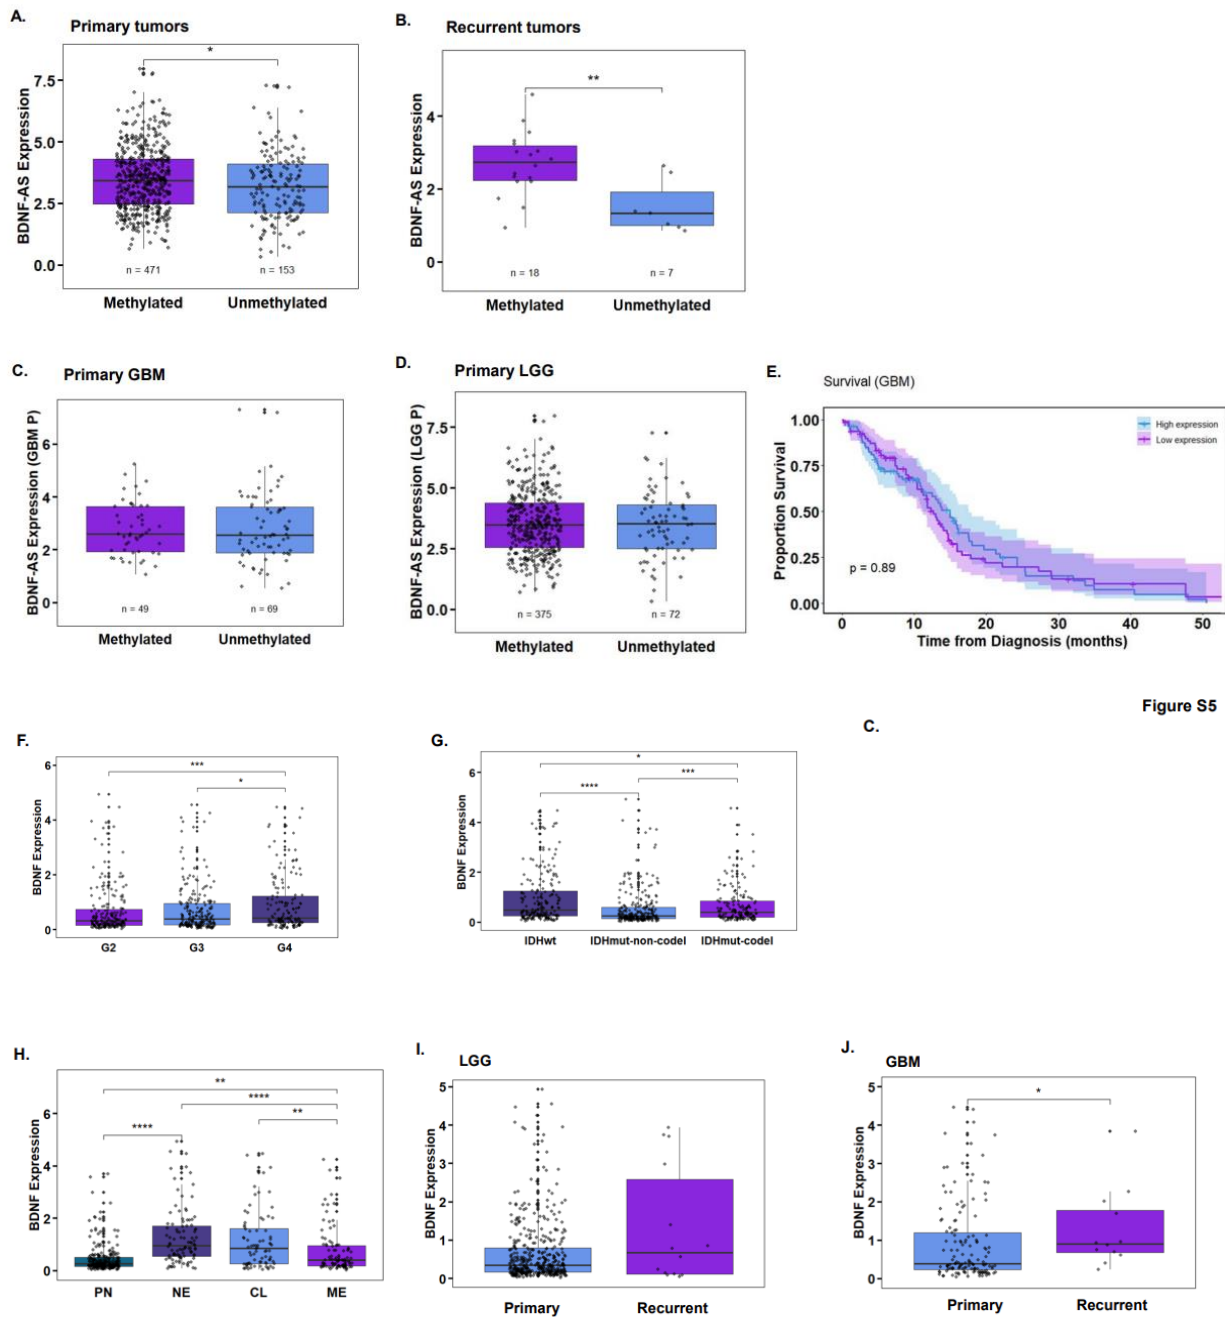 A.
Primary tumors
*
BDNF-AS Expression
7.5
5.0
2.5
0.0
n = 471
n = 153
Methylated
Unmethylated
B.
Recurrent tumors
**
BDNF-AS Expression
4
2
0
n = 18
n = 7
Methylated
Unmethylated
C.
Primary GBM
BDNF-AS Expression (GBM P)
6
4
2
0
n = 49
n = 69
Methylated
Unmethylated
D.
Primary LGG
BDNF-AS Expression (LGG P)
7.5
5.0
2.5
0.0
n = 375
n = 72
Methylated
Unmethylated
E.
Survival (GBM)
Proportion Survival
1.00
0.75
0.50
0.25
0.00
High expression
Low expression
p = 0.89
0
10
20
30
40
50
Time from Diagnosis (months)
Figure S5
C.
F.
BDNF Expression
6
4
2
0
***
*
G2
G3
G4
G.
BDNF Expression
6
4
2
0
*
***
****
IDHwt
IDHmut-non-codel
IDHmut-codel
H.
BDNF Expression
6
4
2
0
**
****
**
****
PN
NE
CL
ME
I.
LGG
BDNF Expression
5
4
3
2
1
0
Primary
Recurrent
J.
GBM
BDNF Expression
5
4
3
2
1
0
*
Primary
Recurrent